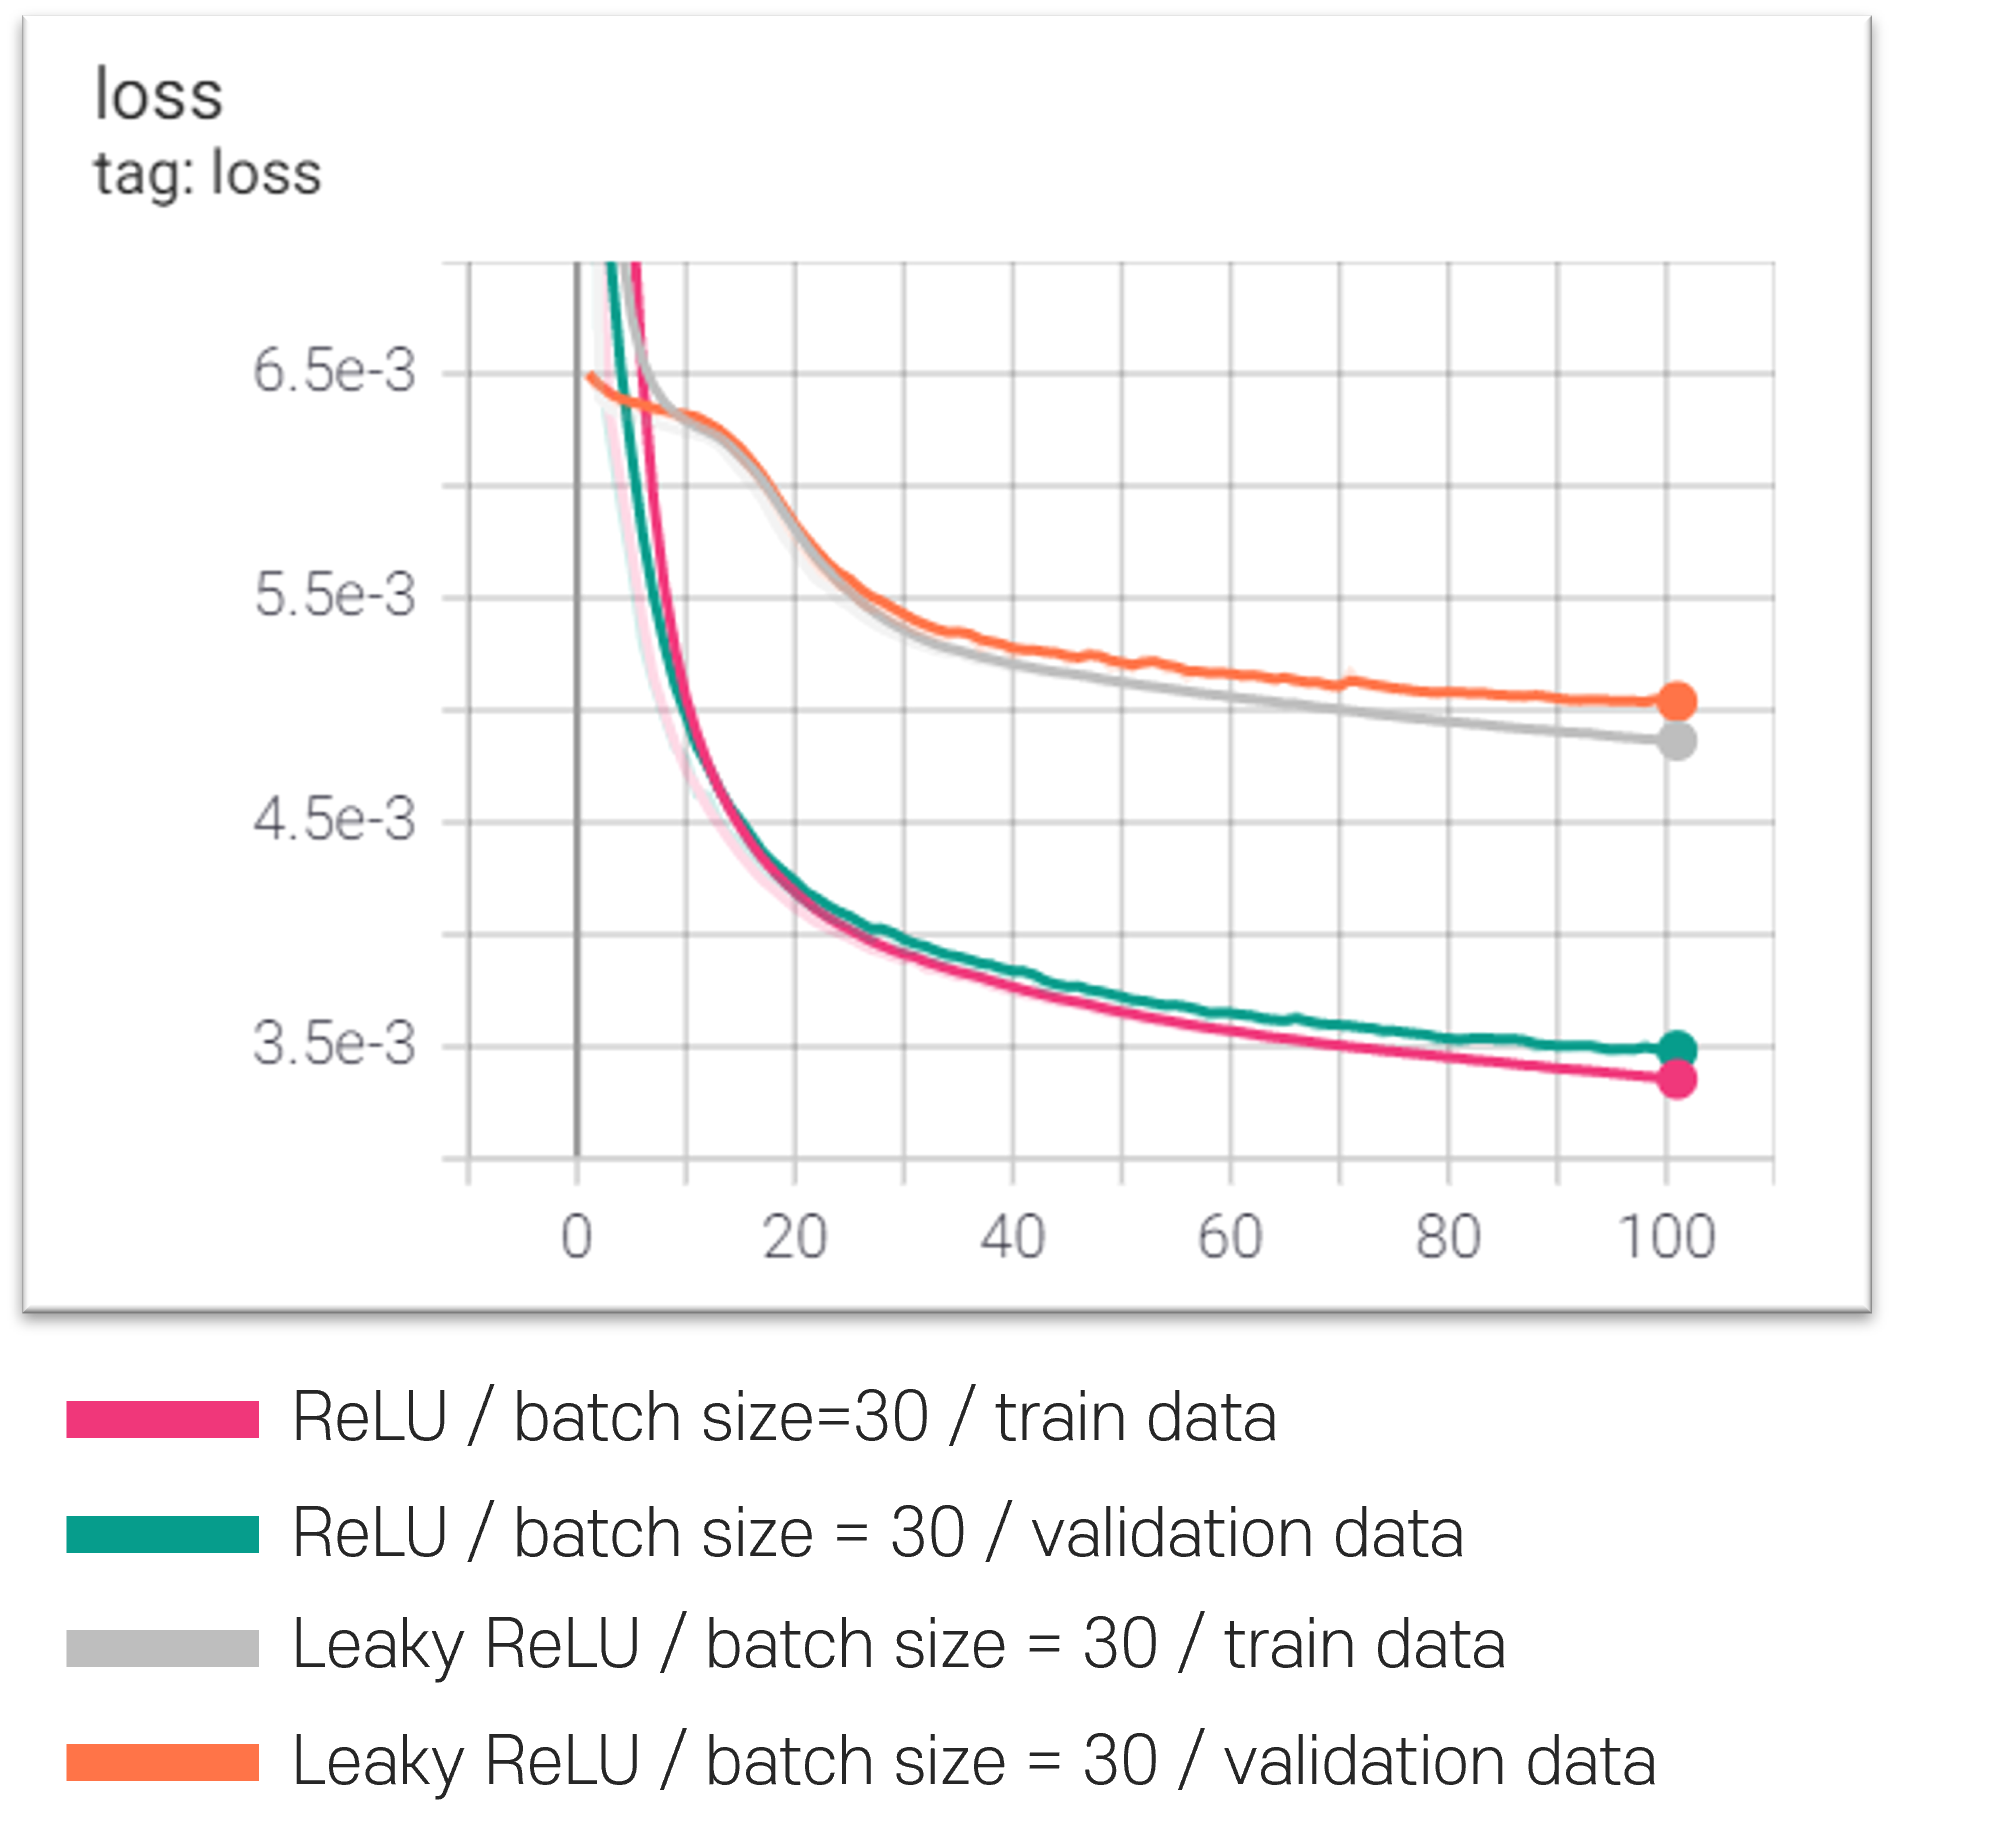 loss
tag: loss
6.5e-3
5.5e-3
4.5e-3
3.5e-3
0 20 40 60 80 100
ReLU / batch size=30 / train data
ReLU / batch size = 30 / validation data
Leaky ReLU / batch size = 30 / train data
Leaky ReLU / batch size = 30 / validation data